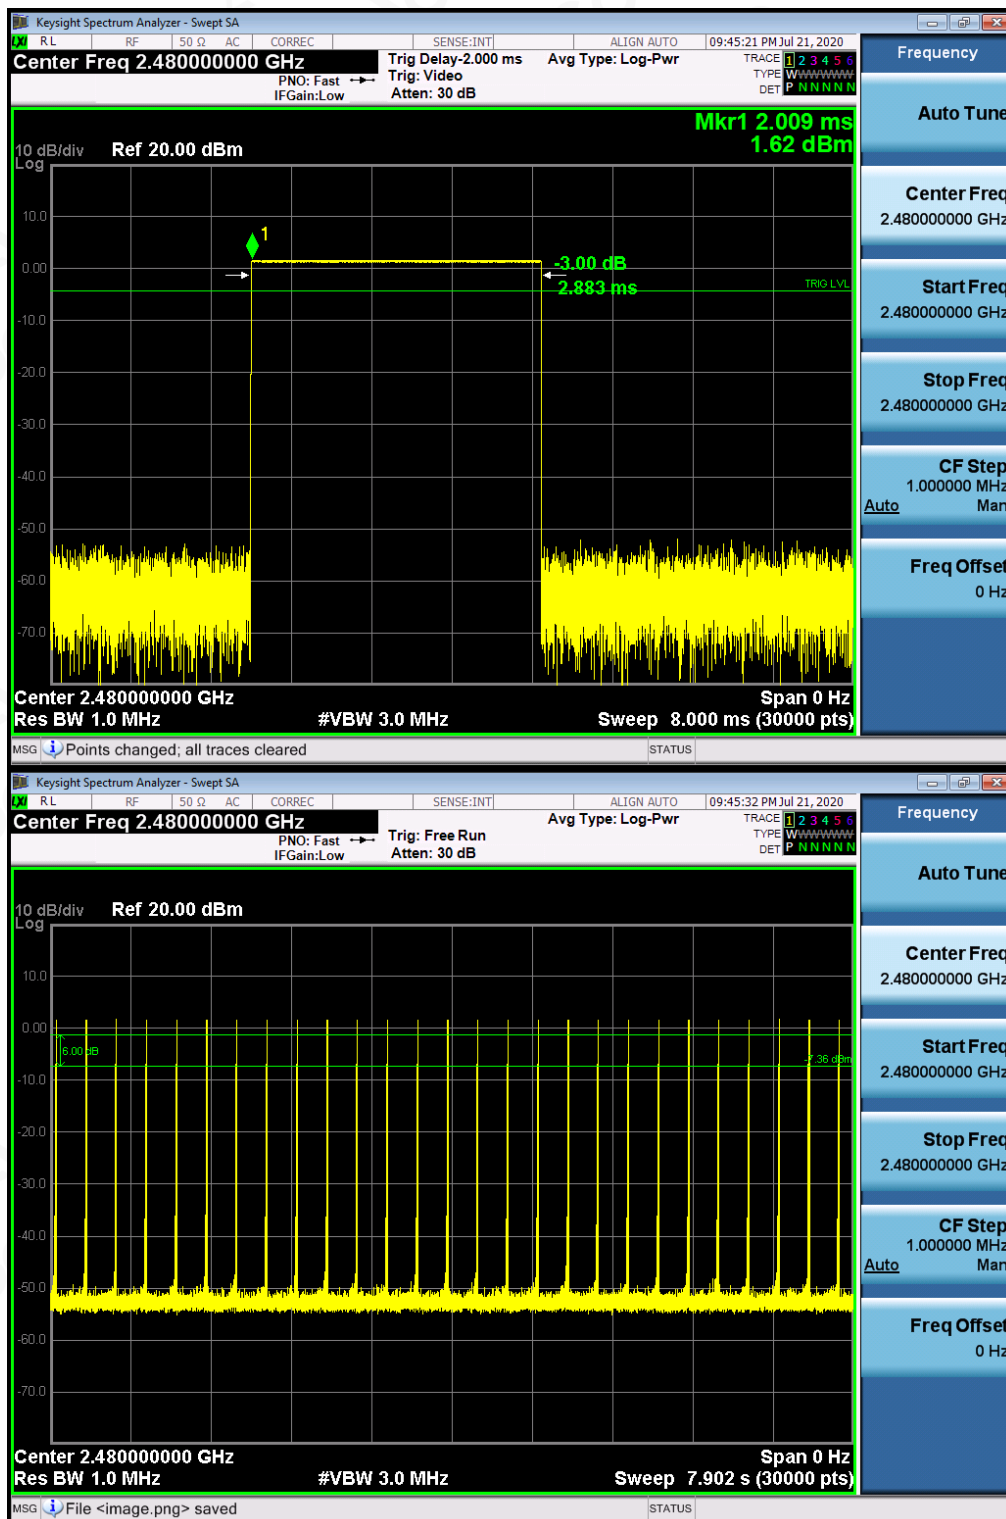 Keysight Spectrum Analyzer - Swept SA
LXI RL RF 50 Ω AC CORREC SENSE:INT ALIGN AUTO 09:45:21 PM Jul 21, 2020
Center Freq 2.480000000 GHz
PNO: Fast
IFGain:Low
Trig Delay-2.000 ms
Trig: Video
Atten: 30 dB
Avg Type: Log-Pwr
TRACE 1 2 3 4 5 6
TYPE WWWWWW
DET P N N N N N
Mkr1 2.009 ms
1.62 dBm
10 dB/div Ref 20.00 dBm
Log
10.0
1
0.00
-3.00 dB
2.883 ms
TRIG LVL
-10.0
-20.0
-30.0
-40.0
-50.0
-60.0
-70.0
Center 2.480000000 GHz Span 0 Hz
Res BW 1.0 MHz #VBW 3.0 MHz Sweep 8.000 ms (30000 pts)
MSG Points changed; all traces cleared STATUS
Frequency
Auto Tune
Center Freq
2.480000000 GHz
Start Freq
2.480000000 GHz
Stop Freq
2.480000000 GHz
CF Step
1.000000 MHz
Auto Man
Freq Offset
0 Hz
Keysight Spectrum Analyzer - Swept SA
LXI RL RF 50 Ω AC CORREC SENSE:INT ALIGN AUTO 09:45:32 PM Jul 21, 2020
Center Freq 2.480000000 GHz
PNO: Fast
IFGain:Low
Trig: Free Run
Atten: 30 dB
Avg Type: Log-Pwr
TRACE 1 2 3 4 5 6
TYPE WWWWWW
DET P N N N N N
10 dB/div Ref 20.00 dBm
Log
10.0
0.00
6.00 dB
-7.36 dBm
-10.0
-20.0
-30.0
-40.0
-50.0
-60.0
-70.0
Center 2.480000000 GHz Span 0 Hz
Res BW 1.0 MHz #VBW 3.0 MHz Sweep 7.902 s (30000 pts)
MSG File <image.png> saved STATUS
Frequency
Auto Tune
Center Freq
2.480000000 GHz
Start Freq
2.480000000 GHz
Stop Freq
2.480000000 GHz
CF Step
1.000000 MHz
Auto Man
Freq Offset
0 Hz